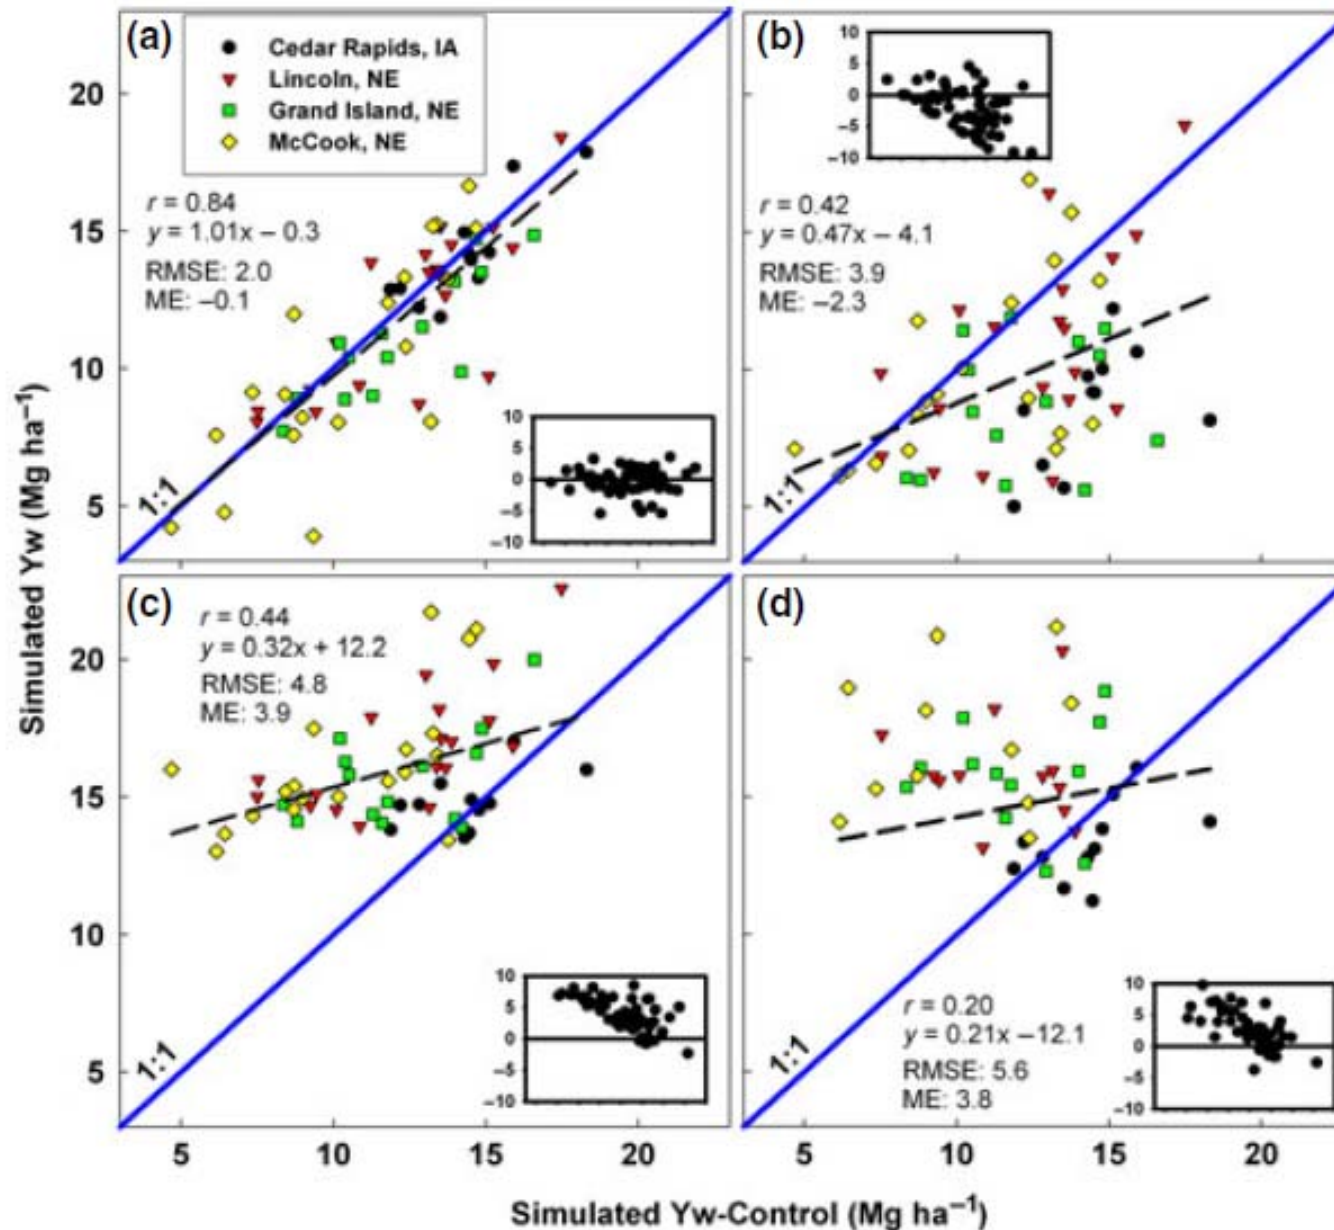 (a)
Cedar Rapids, IA
Lincoln, NE
Grand Island, NE
McCook, NE
r = 0.84
y = 1.01x – 0.3
RMSE: 2.0
ME: –0.1
20
15
10
5
1:1
10
5
0
–5
–10
(b)
10
5
0
–5
–10
r = 0.42
y = 0.47x – 4.1
RMSE: 3.9
ME: –2.3
1:1
Simulated Yw (Mg ha⁻¹)
(c)
r = 0.44
y = 0.32x + 12.2
RMSE: 4.8
ME: 3.9
20
15
10
5
1:1
10
5
0
–5
–10
5 10 15 20
(d)
r = 0.20
y = 0.21x –12.1
RMSE: 5.6
ME: 3.8
1:1
10
5
0
–5
–10
5 10 15 20
Simulated Yw-Control (Mg ha⁻¹)